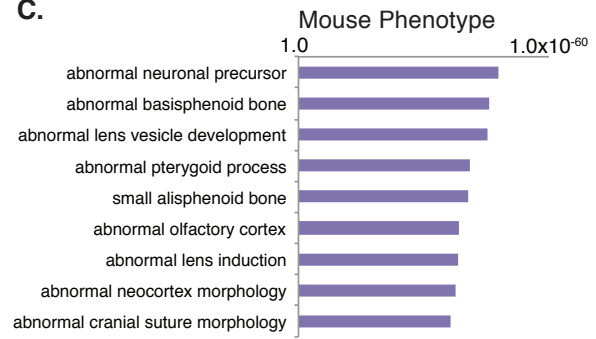 C.
Mouse Phenotype
1.0 1.0x10⁻⁶⁰
abnormal neuronal precursor
abnormal basisphenoid bone
abnormal lens vesicle development
abnormal pterygoid process
small alisphenoid bone
abnormal olfactory cortex
abnormal lens induction
abnormal neocortex morphology
abnormal cranial suture morphology